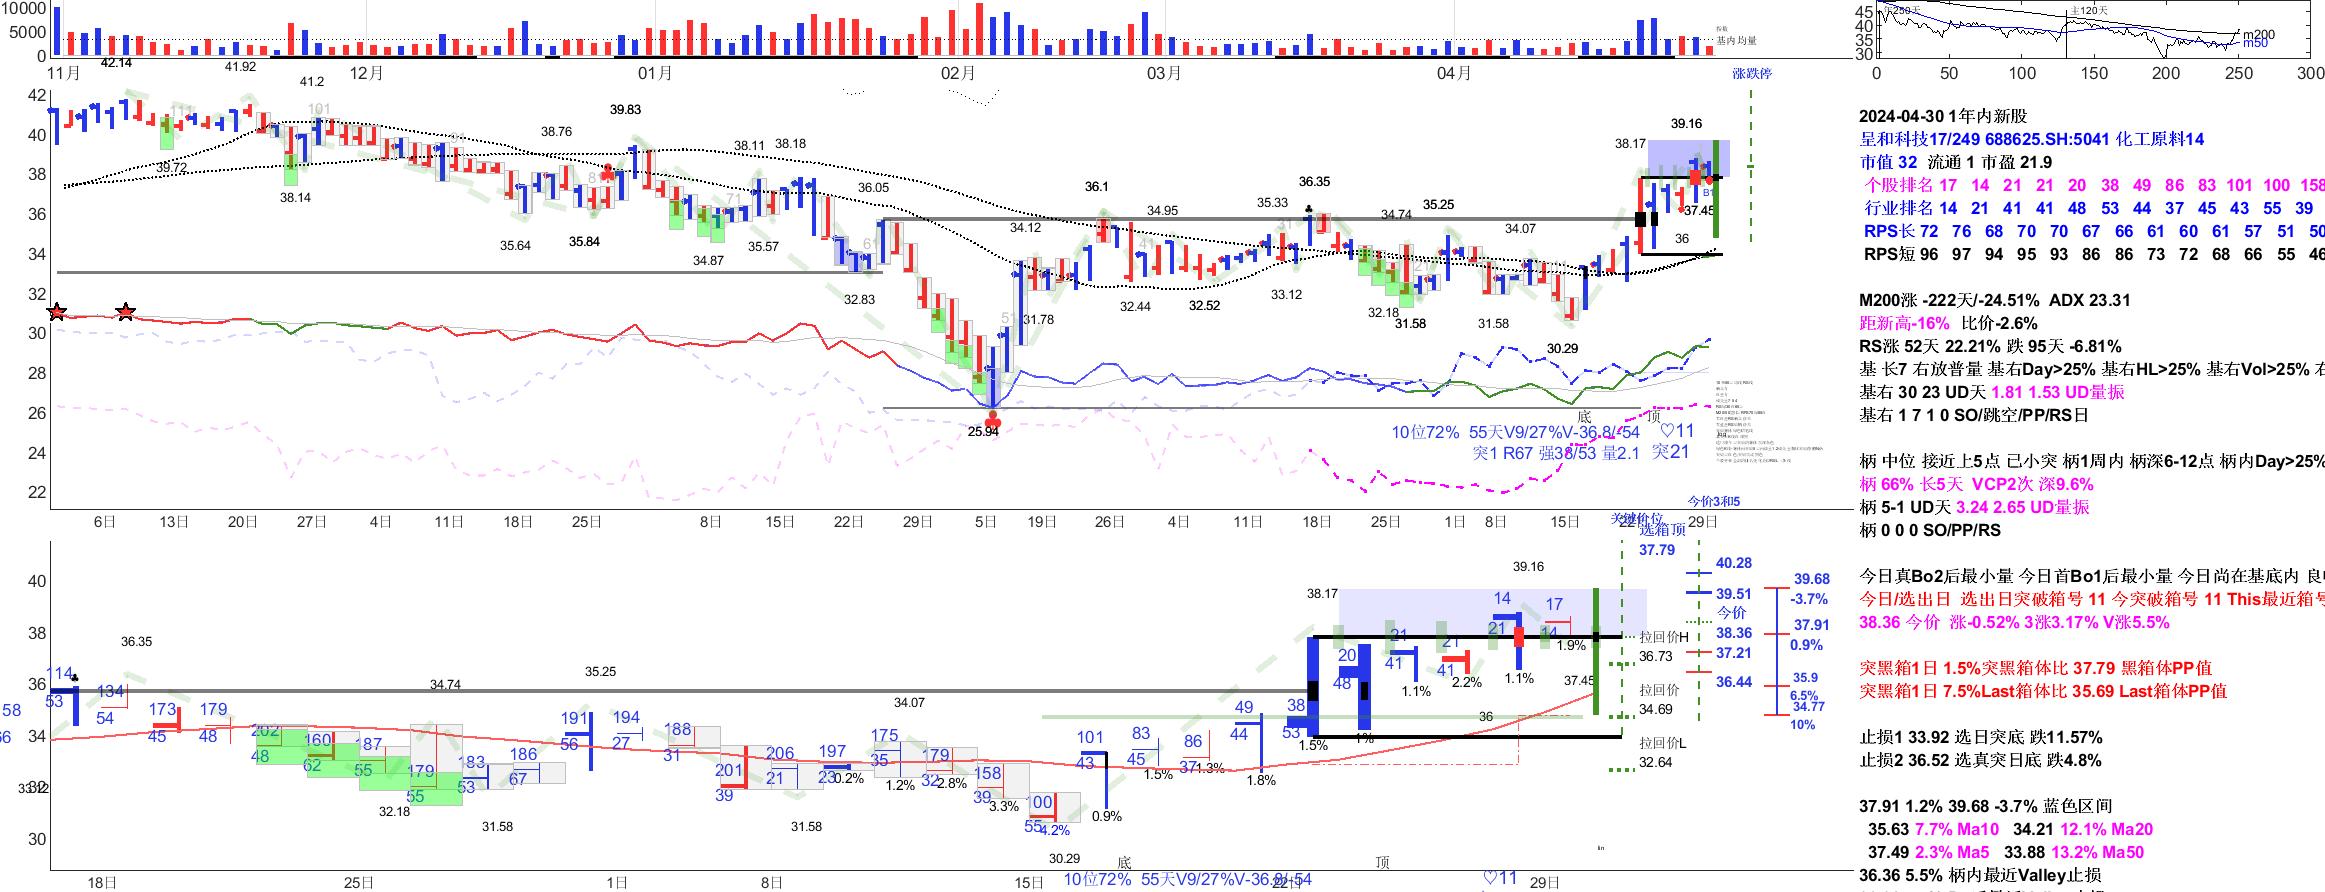 10000
5000
0
基内均量
11月
12月
01月
02月
03月
04月
涨跌停
42.14
41.92
41.2
42
40
38
36
34
32
30
28
26
24
22
111
101
39.72
38.14
35.64
38.76
35.84
39.83
34.87
38.11
38.18
35.57
36.05
32.83
25.94
34.12
31.78
36.1
32.44
34.95
32.52
35.33
33.12
36.35
34.74
32.18
31.58
35.25
31.58
34.07
30.29
38.17
39.16
37.45
36
底
顶
10位72% 55天V9/27%V-36.8/-54 ♡11
突1 R67 强38/53 量2.1 突21
今价3和5
6日
13日
20日
27日
4日
11日
18日
25日
8日
15日
22日
29日
5日
19日
26日
4日
11日
18日
25日
1日
8日
15日
22日
29日
关键价位
选箱顶
37.79
40
38
36
34
32
30
36.35
34.74
32.18
31.58
35.25
31.58
34.07
30.29
38.17
39.16
37.45
36
114
53
134
54
173
45
179
48
202
48
160
62
187
55
179
55
183
53
186
67
191
56
194
27
188
31
201
39
206
21
197
23
0.2%
175
35
1.2%
179
32
2.8%
158
39
3.3%
100
55
4.2%
101
43
0.9%
83
45
1.5%
86
37
1.3%
49
44
1.8%
38
53
1.5%
20
48
1%
21
41
1.1%
21
41
2.2%
14
21
1.1%
17
14
1.9%
拉回价H
36.73
拉回价
34.69
拉回价L
32.64
40.28
39.51
今价
38.36
37.21
36.44
39.68
-3.7%
37.91
0.9%
35.9
6.5%
34.77
10%
底
顶
18日
25日
1日
8日
15日
22日
29日
10位72% 55天V9/27%V-36.8/-54 ♡11
年250天
主120天
45
40
35
30
m200
m50
0
50
100
150
200
250
300
2024-04-30 1年内新股
呈和科技17/249 688625.SH:5041 化工原料14
市值 32 流通 1 市盈 21.9
个股排名 17 14 21 21 20 38 49 86 83 101 100 158
行业排名 14 21 41 41 48 53 44 37 45 43 55 39
RPS长 72 76 68 70 70 67 66 61 60 61 57 51 50
RPS短 96 97 94 95 93 86 86 73 72 68 66 55 46
M200涨 -222天/-24.51% ADX 23.31
距新高-16% 比价-2.6%
RS涨 52天 22.21% 跌 95天 -6.81%
基 长7 右放普量 基右Day>25% 基右HL>25% 基右Vol>25% 右
基右 30 23 UD天 1.81 1.53 UD量振
基右 1 7 1 0 SO/跳空/PP/RS日
柄 中位 接近上5点 已小突 柄1周内 柄深6-12点 柄内Day>25%
柄 66% 长5天 VCP2次 深9.6%
柄 5-1 UD天 3.24 2.65 UD量振
柄 0 0 0 SO/PP/RS
今日真Bo2后最小量 今日首Bo1后最小量 今日尚在基底内
今日/选出日 选出日突破箱号 11 今突破箱号 11 This最近箱号
38.36 今价 涨-0.52% 3涨3.17% V涨5.5%
突黑箱1日 1.5%突黑箱体比 37.79 黑箱体PP值
突黑箱1日 7.5%Last箱体比 35.69 Last箱体PP值
止损1 33.92 选日突底 跌11.57%
止损2 36.52 选真突日底 跌4.8%
37.91 1.2% 39.68 -3.7% 蓝色区间
35.63 7.7% Ma10 34.21 12.1% Ma20
37.49 2.3% Ma5 33.88 13.2% Ma50
36.36 5.5% 柄内最近Valley止损